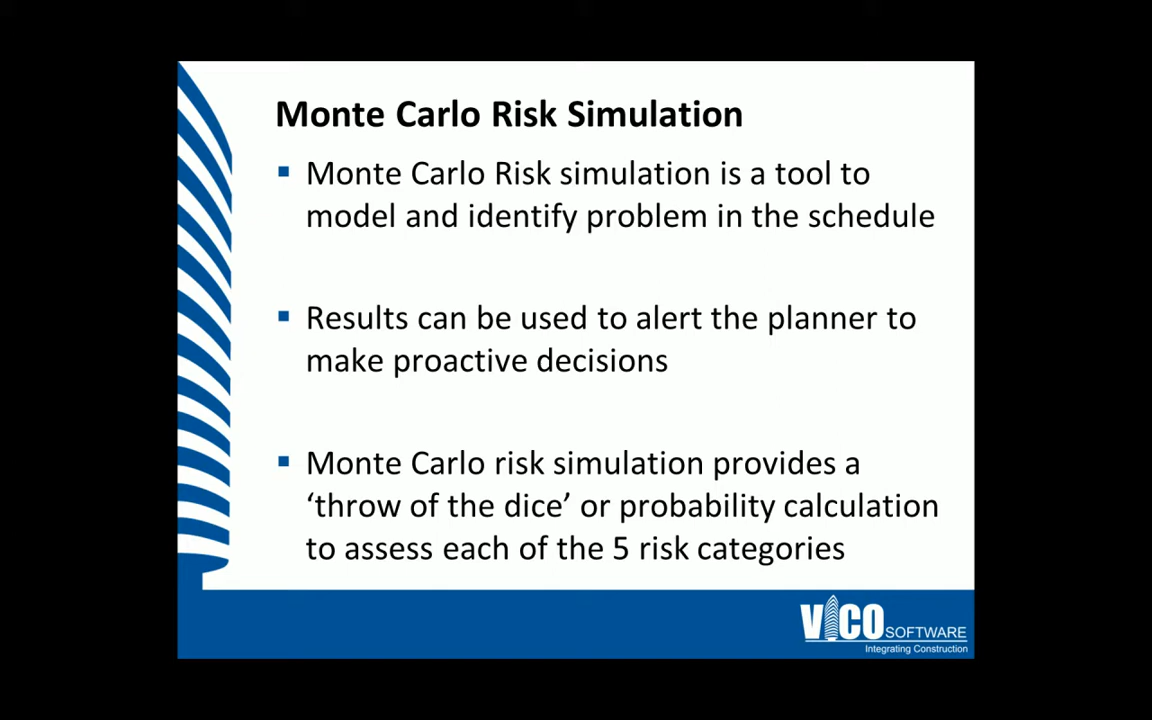 Monte Carlo Risk Simulation
▪ Monte Carlo Risk simulation is a tool to
model and identify problem in the schedule
▪ Results can be used to alert the planner to
make proactive decisions
▪ Monte Carlo risk simulation provides a
‘throw of the dice’ or probability calculation
to assess each of the 5 risk categories
VICO SOFTWARE
Integrating Construction